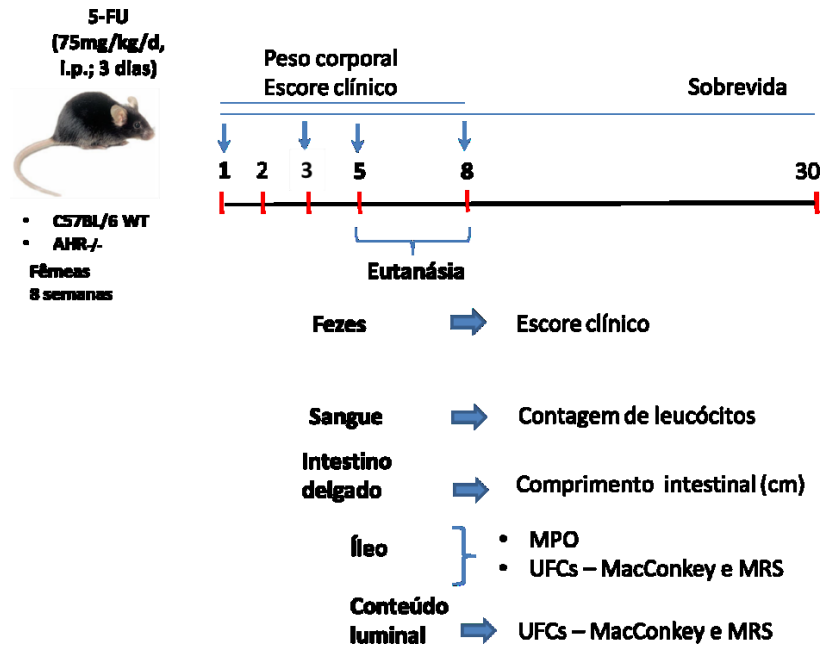 5-FU
(75mg/kg/d,
i.p.; 3 dias)
Peso corporal
Escore clínico
Sobrevida
1 2 3 5 8 30
• C57BL/6 WT
• AHR-/-
Fêmeas
8 semanas
Eutanásia
Fezes Escore clínico
Sangue Contagem de leucócitos
Intestino
delgado Comprimento intestinal (cm)
Íleo
• MPO
• UFCs – MacConkey e MRS
Conteúdo
luminal UFCs – MacConkey e MRS